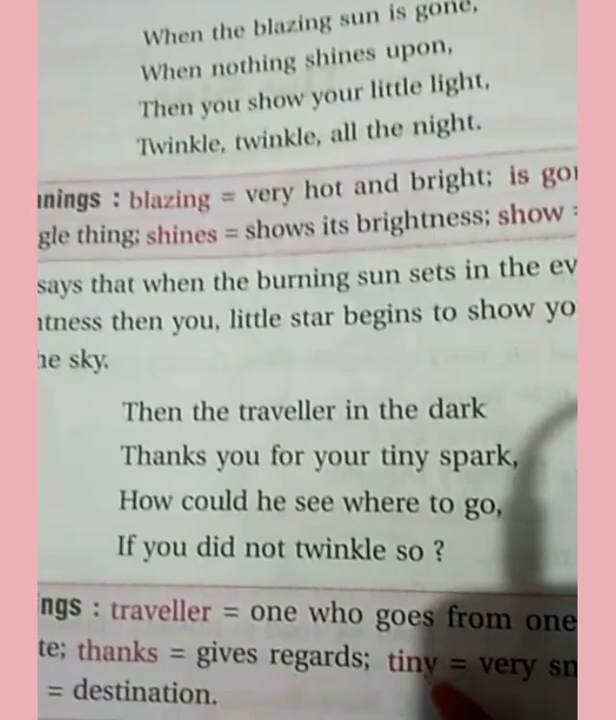 When the blazing sun is gone,
When nothing shines upon,
Then you show your little light,
Twinkle, twinkle, all the night.
nings : blazing = very hot and bright; is gon
gle thing; shines = shows its brightness; show =
says that when the burning sun sets in the ev
tness then you, little star begins to show yo
he sky.
Then the traveller in the dark
Thanks you for your tiny spark,
How could he see where to go,
If you did not twinkle so ?
ngs : traveller = one who goes from one
te; thanks = gives regards; tiny = very sm
= destination.